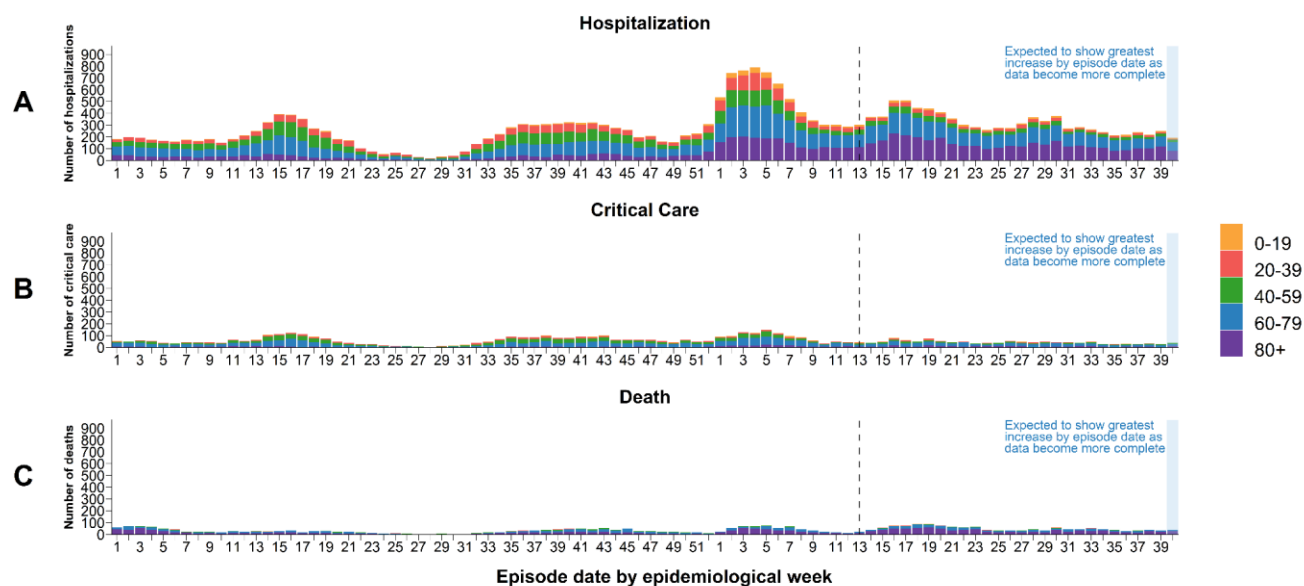 Hospitalization
A
Number of hospitalizations
900
800
700
600
500
400
300
200
100
0
Expected to show greatest
increase by episode date as
data become more complete
1 3 5 7 9 11 13 15 17 19 21 23 25 27 29 31 33 35 37 39 41 43 45 47 49 51 1 3 5 7 9 11 13 15 17 19 21 23 25 27 29 31 33 35 37 39
Critical Care
B
Number of critical care
900
800
700
600
500
400
300
200
100
0
Expected to show greatest
increase by episode date as
data become more complete
1 3 5 7 9 11 13 15 17 19 21 23 25 27 29 31 33 35 37 39 41 43 45 47 49 51 1 3 5 7 9 11 13 15 17 19 21 23 25 27 29 31 33 35 37 39
0-19
20-39
40-59
60-79
80+
Death
C
Number of deaths
900
800
700
600
500
400
300
200
100
0
Expected to show greatest
increase by episode date as
data become more complete
1 3 5 7 9 11 13 15 17 19 21 23 25 27 29 31 33 35 37 39 41 43 45 47 49 51 1 3 5 7 9 11 13 15 17 19 21 23 25 27 29 31 33 35 37 39
Episode date by epidemiological week